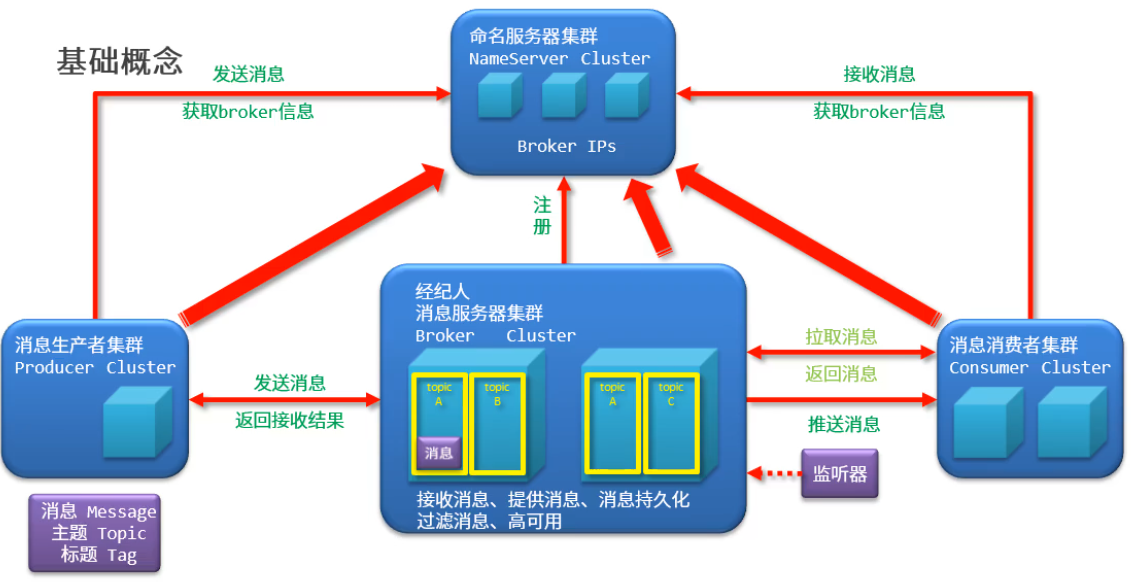 基础概念
命名服务器集群
NameServer Cluster
Broker IPs
发送消息
获取broker信息
接收消息
获取broker信息
注
册
经纪人
消息服务器集群
Broker Cluster
topic
A
topic
B
topic
A
topic
C
消息
接收消息、提供消息、消息持久化
过滤消息、高可用
消息生产者集群
Producer Cluster
发送消息
返回接收结果
消息 Message
主题 Topic
标题 Tag
拉取消息
返回消息
推送消息
监听器
消息消费者集群
Consumer Cluster